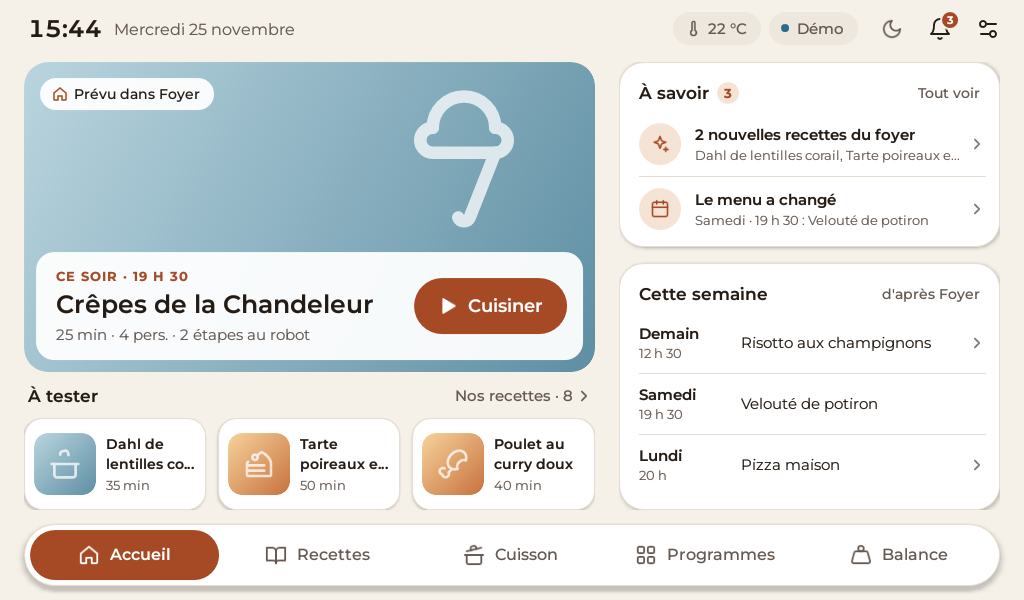 15:44 Mercredi 25 novembre
22 °C
Démo
3
Prévu dans Foyer
CE SOIR · 19 H 30
Crêpes de la Chandeleur
25 min · 4 pers. · 2 étapes au robot
Cuisiner
À tester
Nos recettes · 8
Dahl de
lentilles co...
35 min
Tarte
poireaux e...
50 min
Poulet au
curry doux
40 min
À savoir 3
Tout voir
2 nouvelles recettes du foyer
Dahl de lentilles corail, Tarte poireaux e...
Le menu a changé
Samedi · 19 h 30 : Velouté de potiron
Cette semaine
d'après Foyer
Demain
12 h 30
Risotto aux champignons
Samedi
19 h 30
Velouté de potiron
Lundi
20 h
Pizza maison
Accueil
Recettes
Cuisson
Programmes
Balance